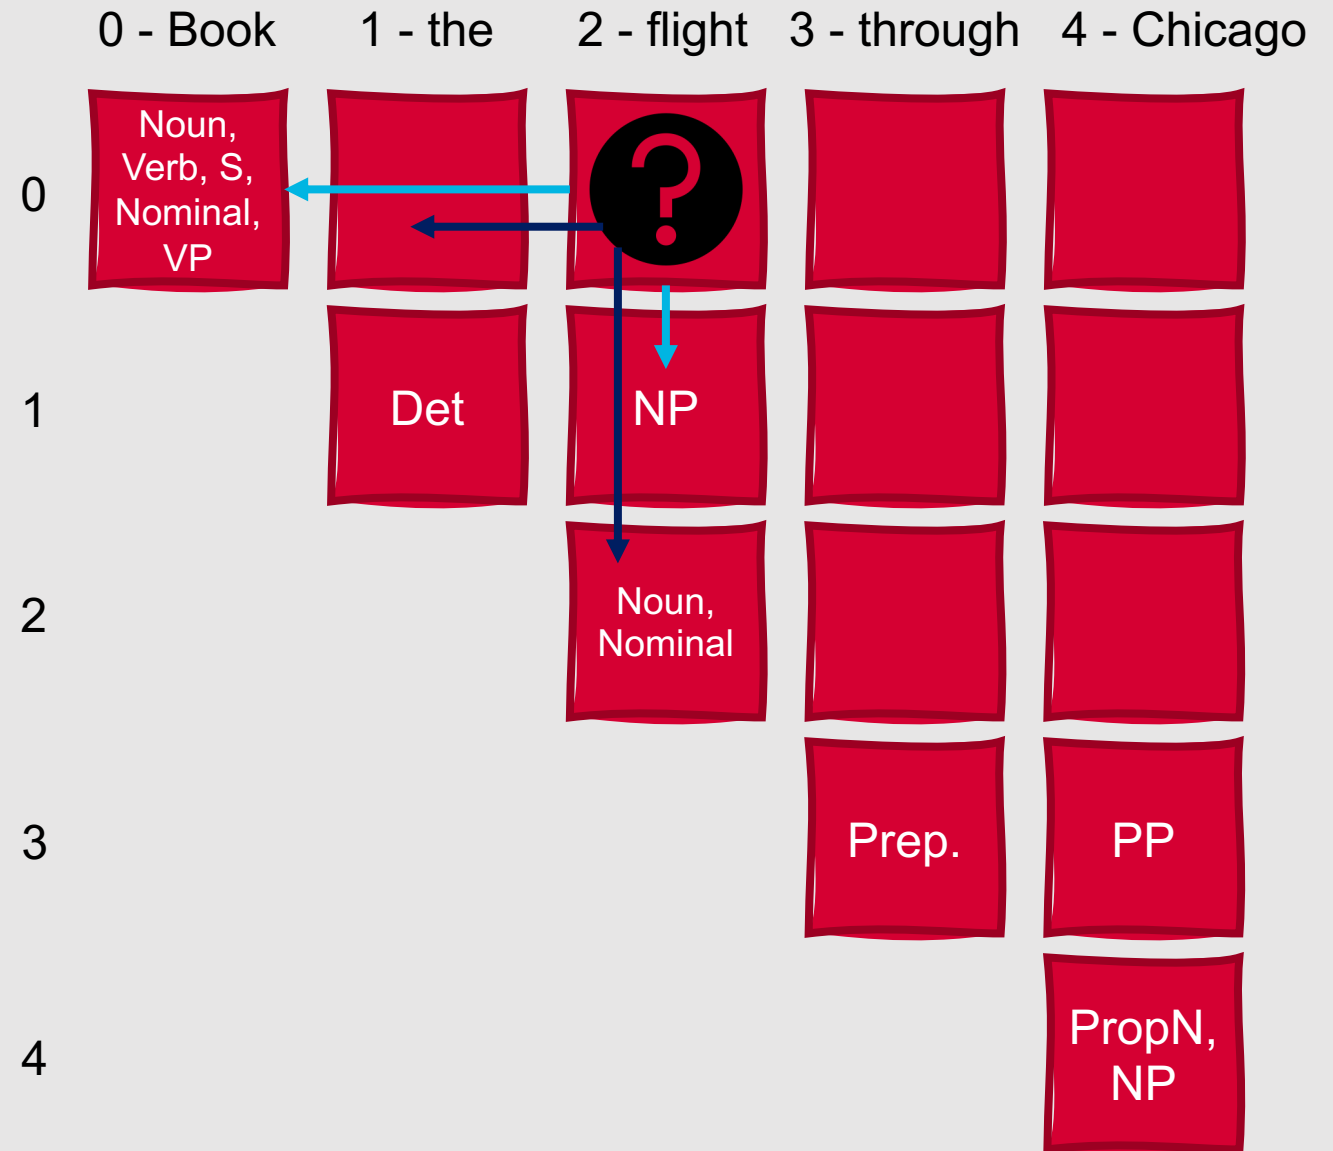 0 - Book 1 - the 2 - flight 3 - through 4 - Chicago
0
Noun,
Verb, S,
Nominal,
VP
?
1
Det
NP
2
Noun,
Nominal
3
Prep.
PP
4
PropN,
NP